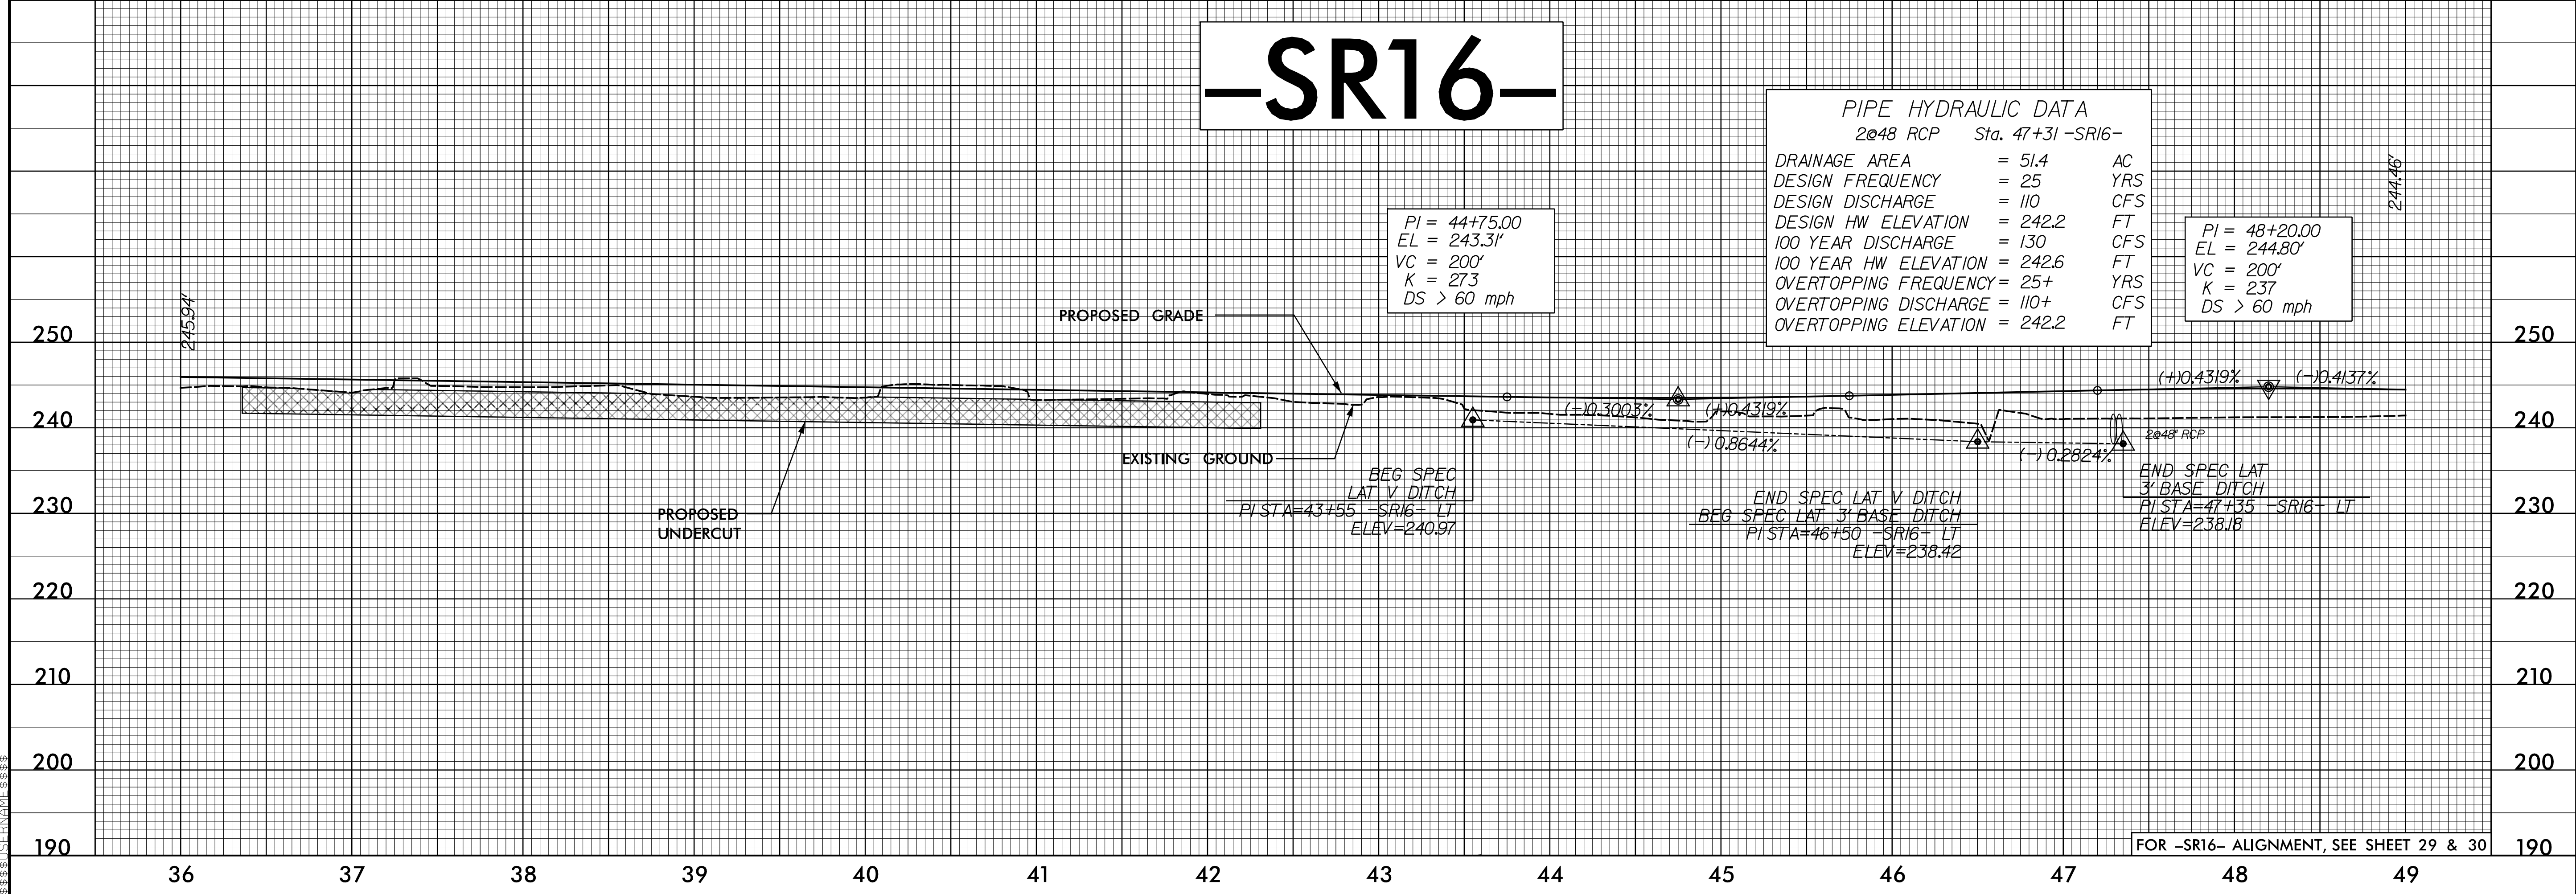 –SR16–
PIPE HYDRAULIC DATA
2@48 RCP Sta. 47+31 -SR16-
DRAINAGE AREA = 51.4 AC
DESIGN FREQUENCY = 25 YRS
DESIGN DISCHARGE = 110 CFS
DESIGN HW ELEVATION = 242.2 FT
100 YEAR DISCHARGE = 130 CFS
100 YEAR HW ELEVATION = 242.6 FT
OVERTOPPING FREQUENCY = 25+ YRS
OVERTOPPING DISCHARGE = 110+ CFS
OVERTOPPING ELEVATION = 242.2 FT
244.46'
PI = 44+75.00
EL = 243.31'
VC = 200'
K = 273
DS > 60 mph
PI = 48+20.00
EL = 244.80'
VC = 200'
K = 237
DS > 60 mph
245.94'
PROPOSED GRADE
250
250
(+)0.4319% (-)0.4137%
(-)0.3003% (+)0.4319%
240
240
(-)0.8644%
(-)0.2824%
2@48" RCP
EXISTING GROUND
BEG SPEC
LAT V DITCH
PI STA=43+55 -SR16- LT
ELEV=240.97
END SPEC LAT V DITCH
BEG SPEC LAT 3' BASE DITCH
PI STA=46+50 -SR16- LT
ELEV=238.42
END SPEC LAT
3' BASE DITCH
PI STA=47+35 -SR16- LT
ELEV=238.18
PROPOSED
UNDERCUT
230
230
220
220
210
210
200
200
190
190
FOR –SR16– ALIGNMENT, SEE SHEET 29 & 30
36 37 38 39 40 41 42 43 44 45 46 47 48 49
$$$$USERNAME$$$$